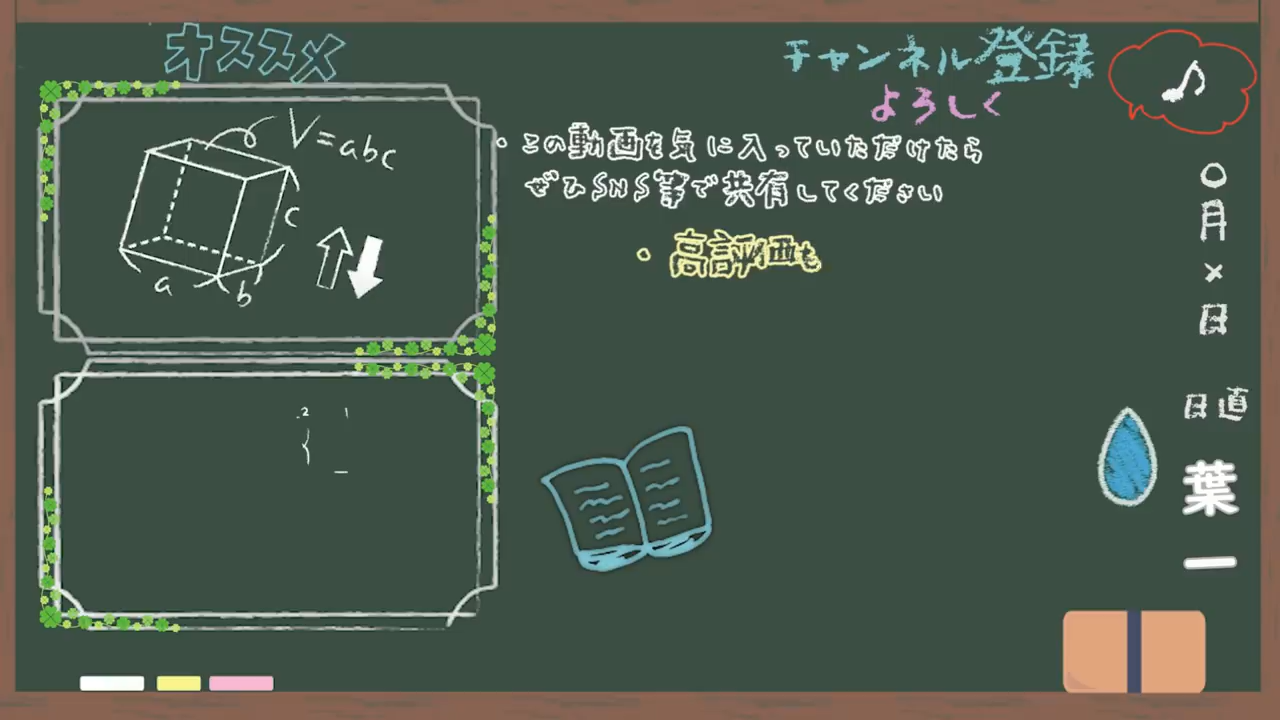 オススメ
チャンネル登録
よろしく
♪
V=abc
c
a
b
・この動画を気に入っていただけたら
ぜひSNS等で共有してください
・高評価も
2 1
{
○月×日
日直
葉一